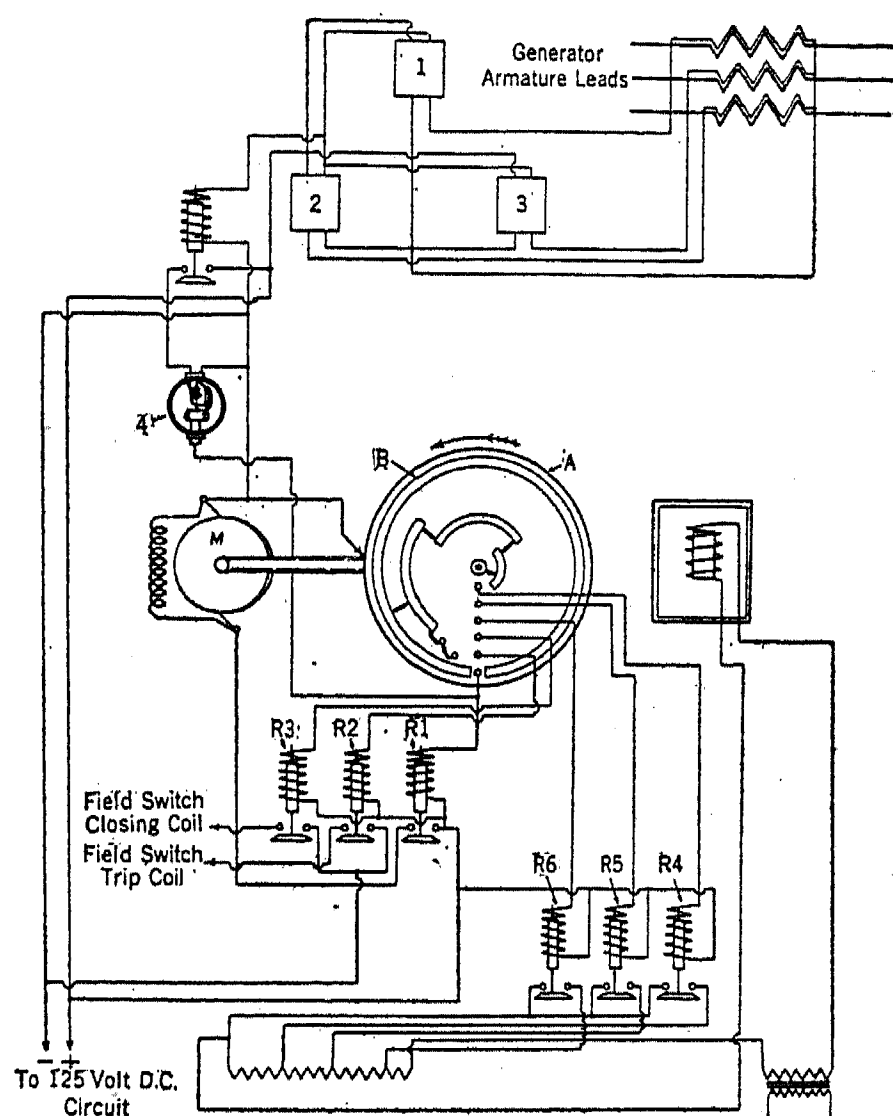 Generator
Armature Leads
1
2
3
4
B
A
M
R3
R2
R1
Field Switch
Closing Coil
Field Switch
Trip Coil
R6
R5
R4
- +
To 125 Volt D.C.
Circuit